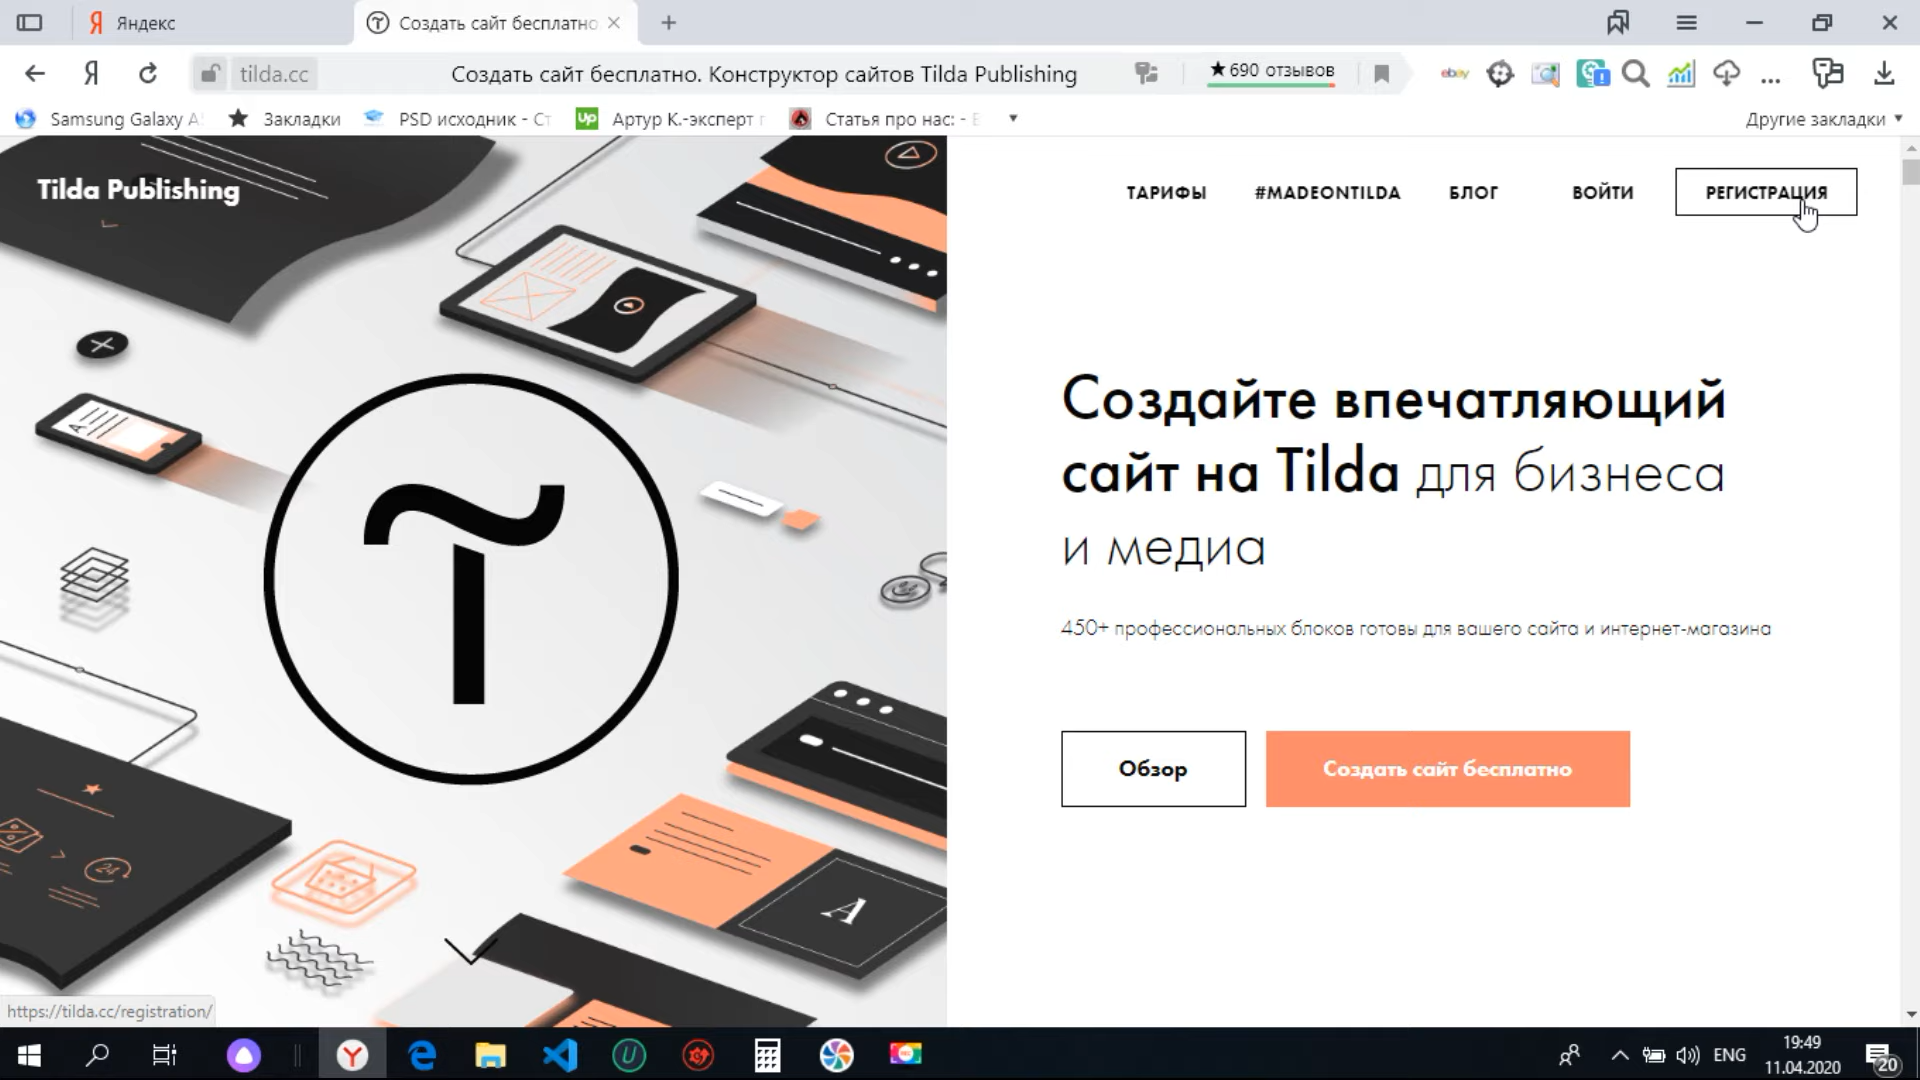 Яндекс
Создать сайт бесплатно
tilda.cc
Создать сайт бесплатно. Конструктор сайтов Tilda Publishing
★690 отзывов
ebay
Samsung Galaxy A
Закладки
PSD исходник - Ст
Up
Артур К.-эксперт
Статья про нас: -
Другие закладки
Tilda Publishing
ТАРИФЫ
#MADEONTILDA
БЛОГ
ВОЙТИ
РЕГИСТРАЦИЯ
Создайте впечатляющий
сайт на Tilda для бизнеса
и медиа
450+ профессиональных блоков готовы для вашего сайта и интернет-магазина
Обзор
Создать сайт бесплатно
A
A
24
https://tilda.cc/registration/
ENG
19:49
11.04.2020
20